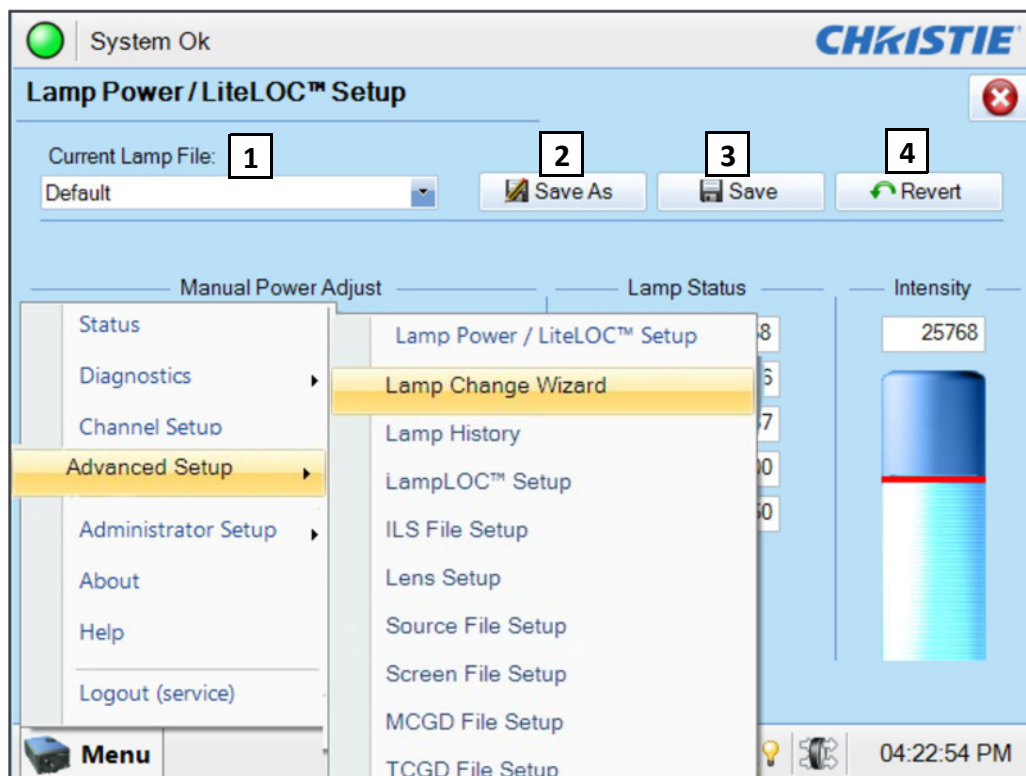 System Ok
CHRISTIE
Lamp Power / LiteLOC™ Setup
Current Lamp File:
1
2
3
4
Default
Save As
Save
Revert
Manual Power Adjust
Lamp Status
Intensity
25768
Status
Diagnostics
Channel Setup
Advanced Setup
Administrator Setup
About
Help
Logout (service)
Lamp Power / LiteLOC™ Setup
Lamp Change Wizard
Lamp History
LampLOC™ Setup
ILS File Setup
Lens Setup
Source File Setup
Screen File Setup
MCGD File Setup
TCGD File Setup
Menu
04:22:54 PM